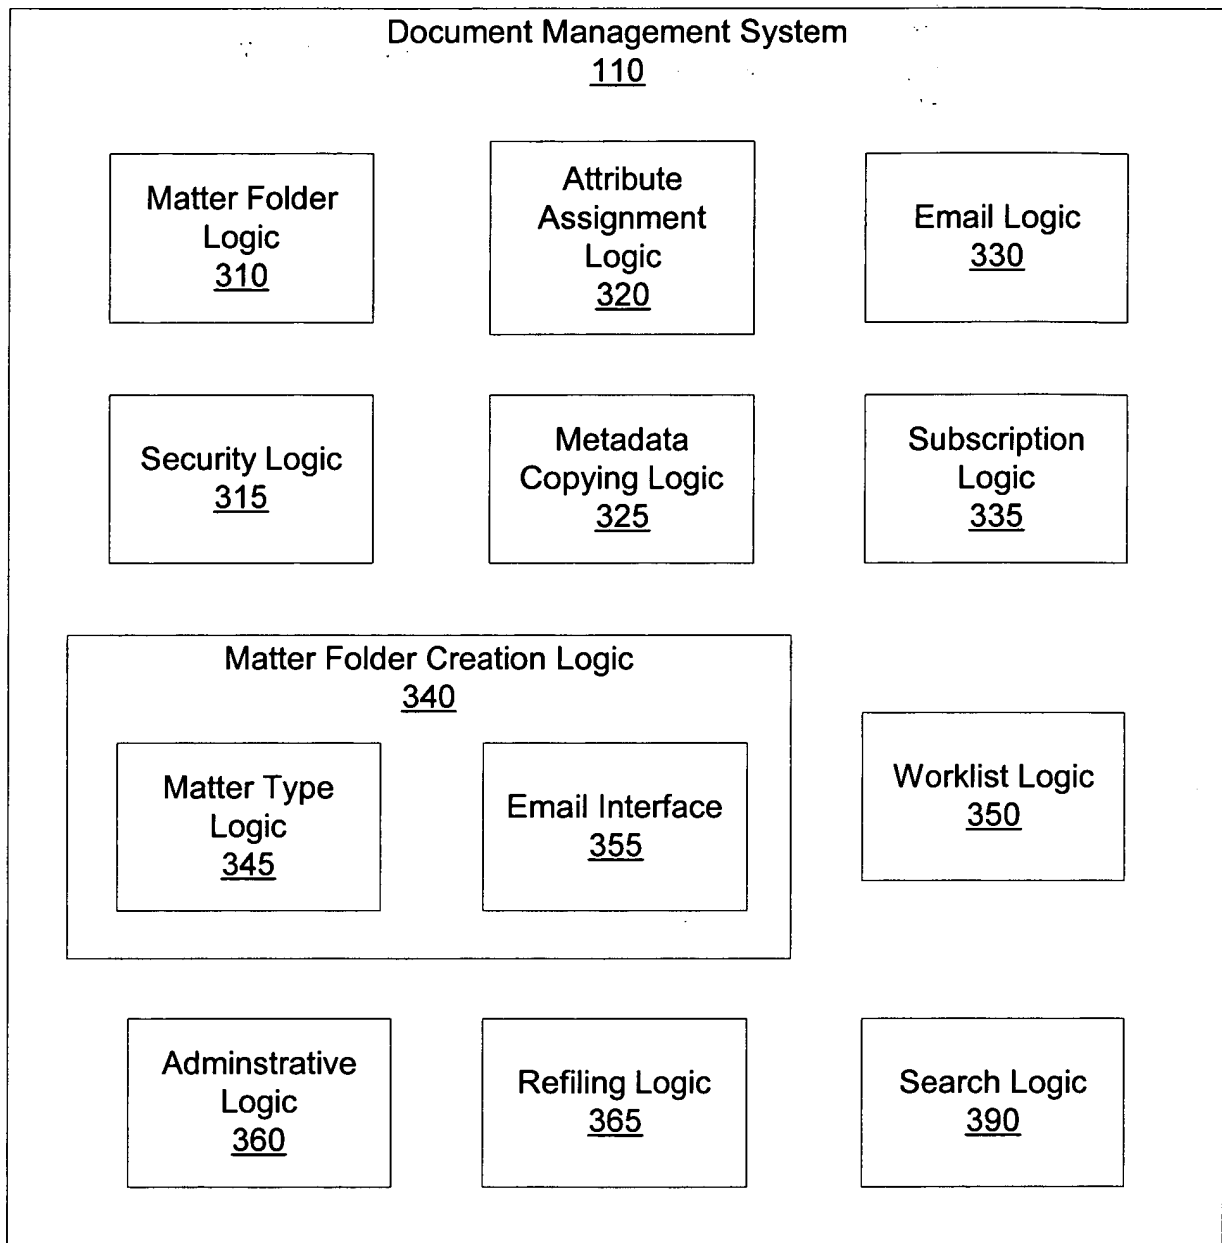 Document Management System
110
Matter Folder
Logic
310
Attribute
Assignment
Logic
320
Email Logic
330
Security Logic
315
Metadata
Copying Logic
325
Subscription
Logic
335
Matter Folder Creation Logic
340
Matter Type
Logic
345
Email Interface
355
Worklist Logic
350
Adminstrative
Logic
360
Refiling Logic
365
Search Logic
390